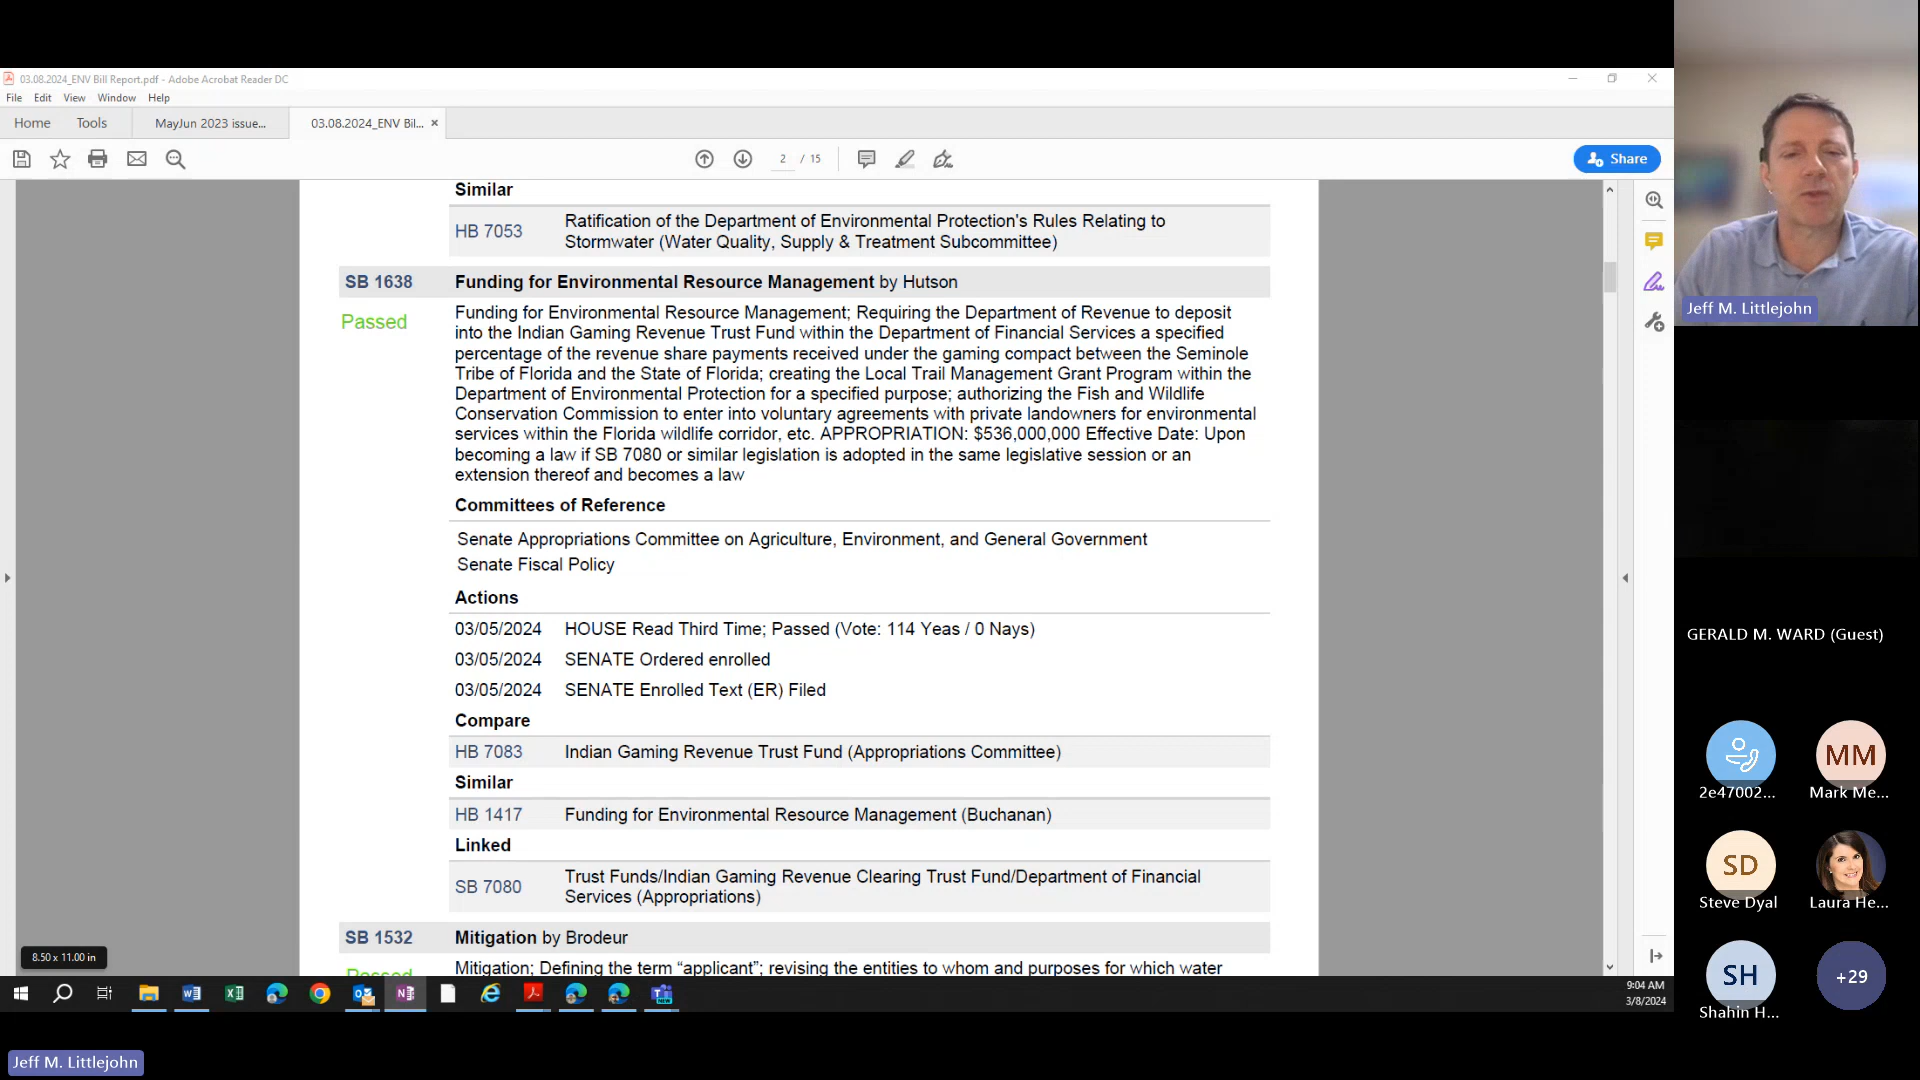 03.08.2024_ENV Bill Report.pdf - Adobe Acrobat Reader DC
File Edit View Window Help
Home Tools MayJun 2023 issue... 03.08.2024_ENV Bil... ×
2 / 15
Share
Similar
HB 7053 Ratification of the Department of Environmental Protection's Rules Relating to
Stormwater (Water Quality, Supply & Treatment Subcommittee)
SB 1638 Funding for Environmental Resource Management by Hutson
Passed
Funding for Environmental Resource Management; Requiring the Department of Revenue to deposit
into the Indian Gaming Revenue Trust Fund within the Department of Financial Services a specified
percentage of the revenue share payments received under the gaming compact between the Seminole
Tribe of Florida and the State of Florida; creating the Local Trail Management Grant Program within the
Department of Environmental Protection for a specified purpose; authorizing the Fish and Wildlife
Conservation Commission to enter into voluntary agreements with private landowners for environmental
services within the Florida wildlife corridor, etc. APPROPRIATION: $536,000,000 Effective Date: Upon
becoming a law if SB 7080 or similar legislation is adopted in the same legislative session or an
extension thereof and becomes a law
Committees of Reference
Senate Appropriations Committee on Agriculture, Environment, and General Government
Senate Fiscal Policy
Actions
03/05/2024 HOUSE Read Third Time; Passed (Vote: 114 Yeas / 0 Nays)
03/05/2024 SENATE Ordered enrolled
03/05/2024 SENATE Enrolled Text (ER) Filed
Compare
HB 7083 Indian Gaming Revenue Trust Fund (Appropriations Committee)
Similar
HB 1417 Funding for Environmental Resource Management (Buchanan)
Linked
SB 7080 Trust Funds/Indian Gaming Revenue Clearing Trust Fund/Department of Financial
Services (Appropriations)
SB 1532 Mitigation by Brodeur
Passed
Mitigation; Defining the term “applicant”; revising the entities to whom and purposes for which water
8.50 x 11.00 in
9:04 AM
3/8/2024
Jeff M. Littlejohn
GERALD M. WARD (Guest)
MM
2e47002... Mark Me...
SD
Steve Dyal Laura He...
SH +29
Shahin H...
Jeff M. Littlejohn